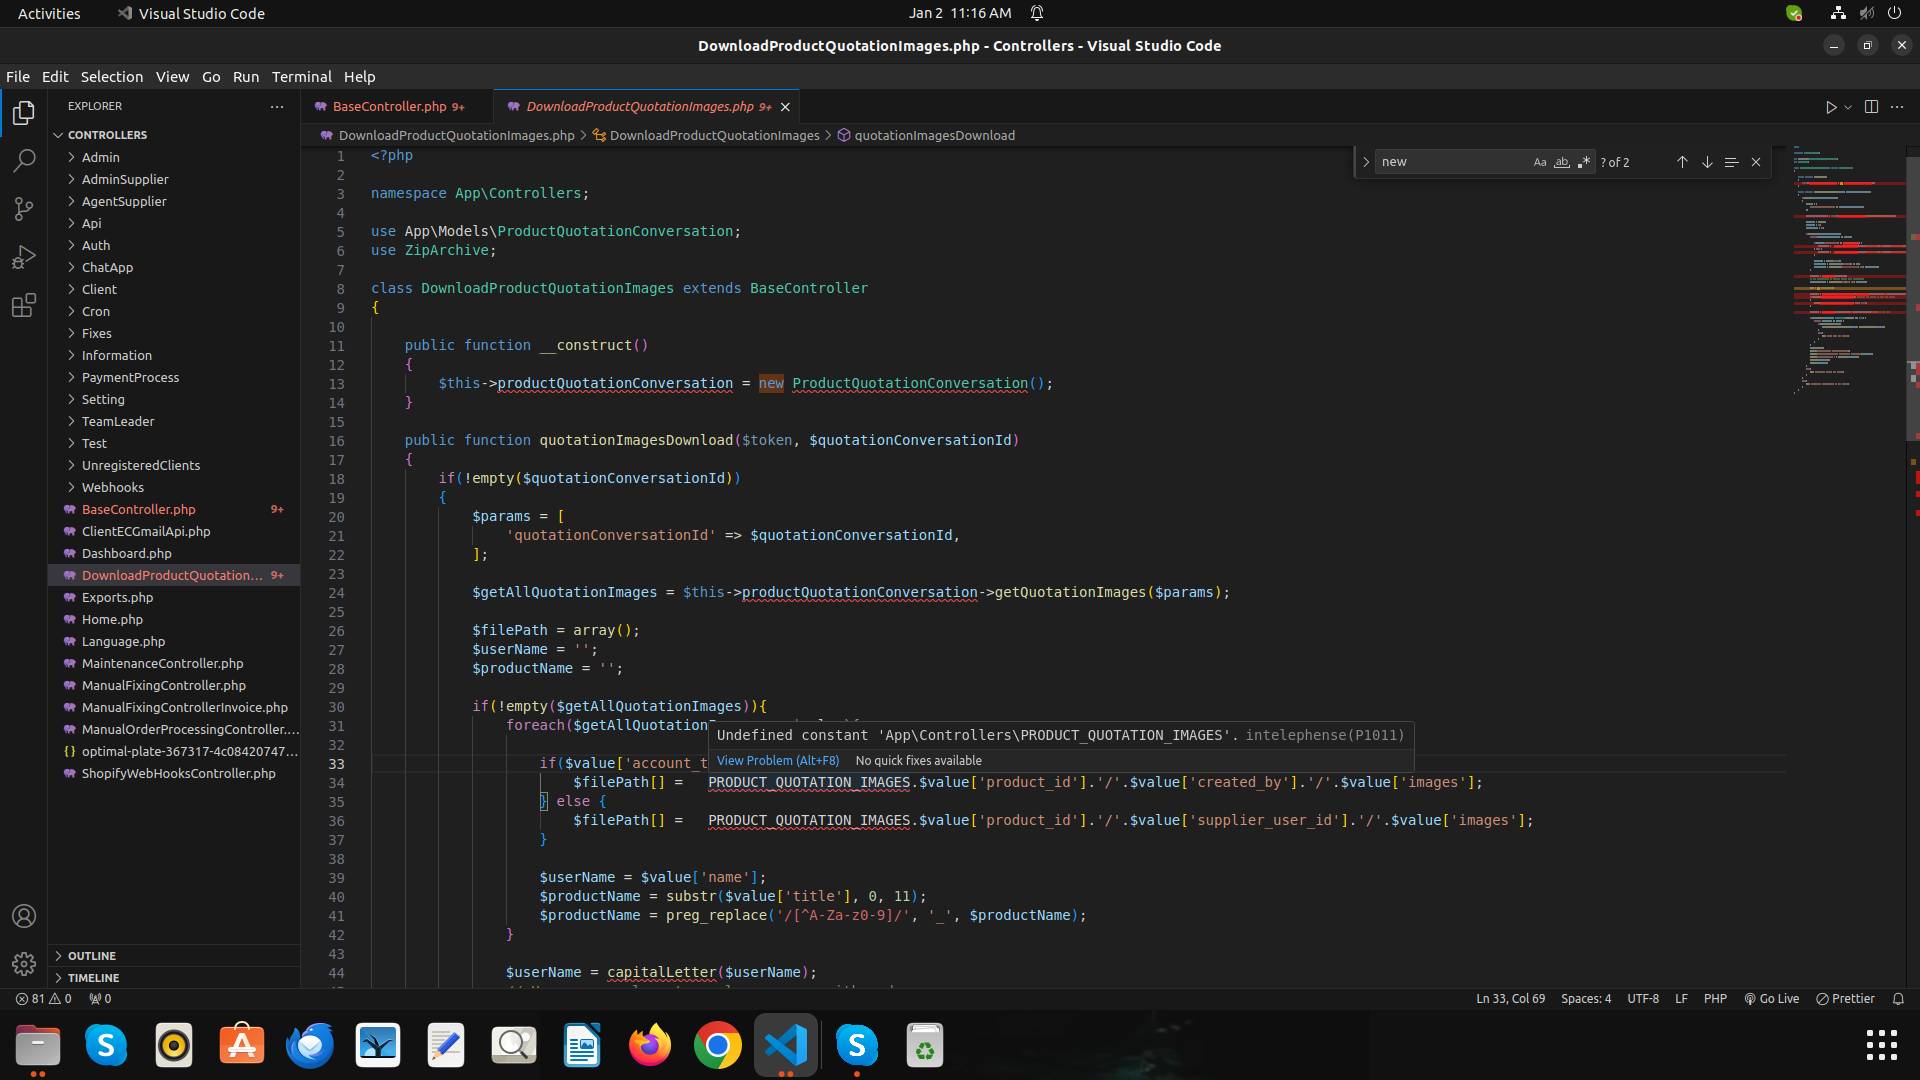 Activities
Visual Studio Code
Jan 2 11:16 AM
DownloadProductQuotationImages.php - Controllers - Visual Studio Code
File Edit Selection View Go Run Terminal Help
EXPLORER
CONTROLLERS
Admin
AdminSupplier
AgentSupplier
Api
Auth
ChatApp
Client
Cron
Fixes
Information
PaymentProcess
Setting
TeamLeader
Test
UnregisteredClients
Webhooks
BaseController.php 9+
ClientECGmailApi.php
Dashboard.php
DownloadProductQuotation... 9+
Exports.php
Home.php
Language.php
MaintenanceController.php
ManualFixingController.php
ManualFixingControllerInvoice.php
ManualOrderProcessingController....
{} optimal-plate-367317-4c08420747...
ShopifyWebHooksController.php
OUTLINE
TIMELINE
BaseController.php 9+
DownloadProductQuotationImages.php 9+
DownloadProductQuotationImages.php > DownloadProductQuotationImages > quotationImagesDownload
new Aa ab .* ? of 2
1 <?php
2
3 namespace App\Controllers;
4
5 use App\Models\ProductQuotationConversation;
6 use ZipArchive;
7
8 class DownloadProductQuotationImages extends BaseController
9 {
10
11 public function __construct()
12 {
13 $this->productQuotationConversation = new ProductQuotationConversation();
14 }
15
16 public function quotationImagesDownload($token, $quotationConversationId)
17 {
18 if(!empty($quotationConversationId))
19 {
20 $params = [
21 'quotationConversationId' => $quotationConversationId,
22 ];
23
24 $getAllQuotationImages = $this->productQuotationConversation->getQuotationImages($params);
25
26 $filePath = array();
27 $userName = '';
28 $productName = '';
29
30 if(!empty($getAllQuotationImages)){
31 foreach($getAllQuotation
32
Undefined constant 'App\Controllers\PRODUCT_QUOTATION_IMAGES'. intelephense(P1011)
View Problem (Alt+F8) No quick fixes available
33 if($value['account_t
34 $filePath[] = PRODUCT_QUOTATION_IMAGES.$value['product_id'].'/'.$value['created_by'].'/'.$value['images'];
35 } else {
36 $filePath[] = PRODUCT_QUOTATION_IMAGES.$value['product_id'].'/'.$value['supplier_user_id'].'/'.$value['images'];
37 }
38
39 $userName = $value['name'];
40 $productName = substr($value['title'], 0, 11);
41 $productName = preg_replace('/[^A-Za-z0-9]/', '_', $productName);
42 }
43
44 $userName = capitalLetter($userName);
81 0 0
Ln 33, Col 69 Spaces: 4 UTF-8 LF PHP Go Live Prettier